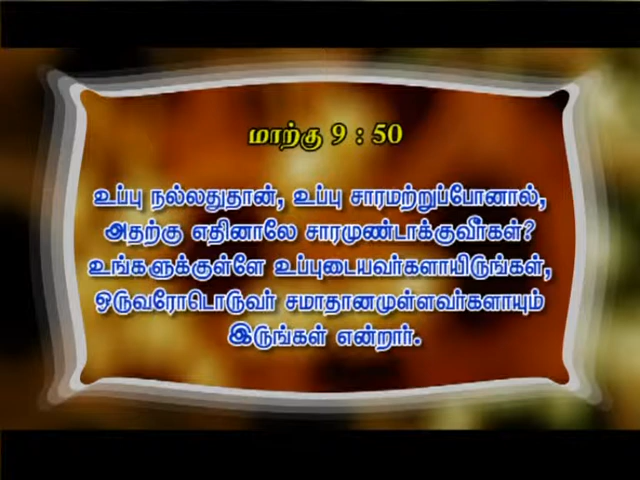 மாற்கு 9 : 50
உப்பு நல்லதுதான், உப்பு சாரமற்றுப்போனால்,
அதற்கு எதினாலே சாரமுண்டாக்குவீர்கள்?
உங்களுக்குள்ளே உப்புடையவர்களாயிருங்கள்,
ஒருவரோடொருவர் சமாதானமுள்ளவர்களாயும்
இருங்கள் என்றார்.